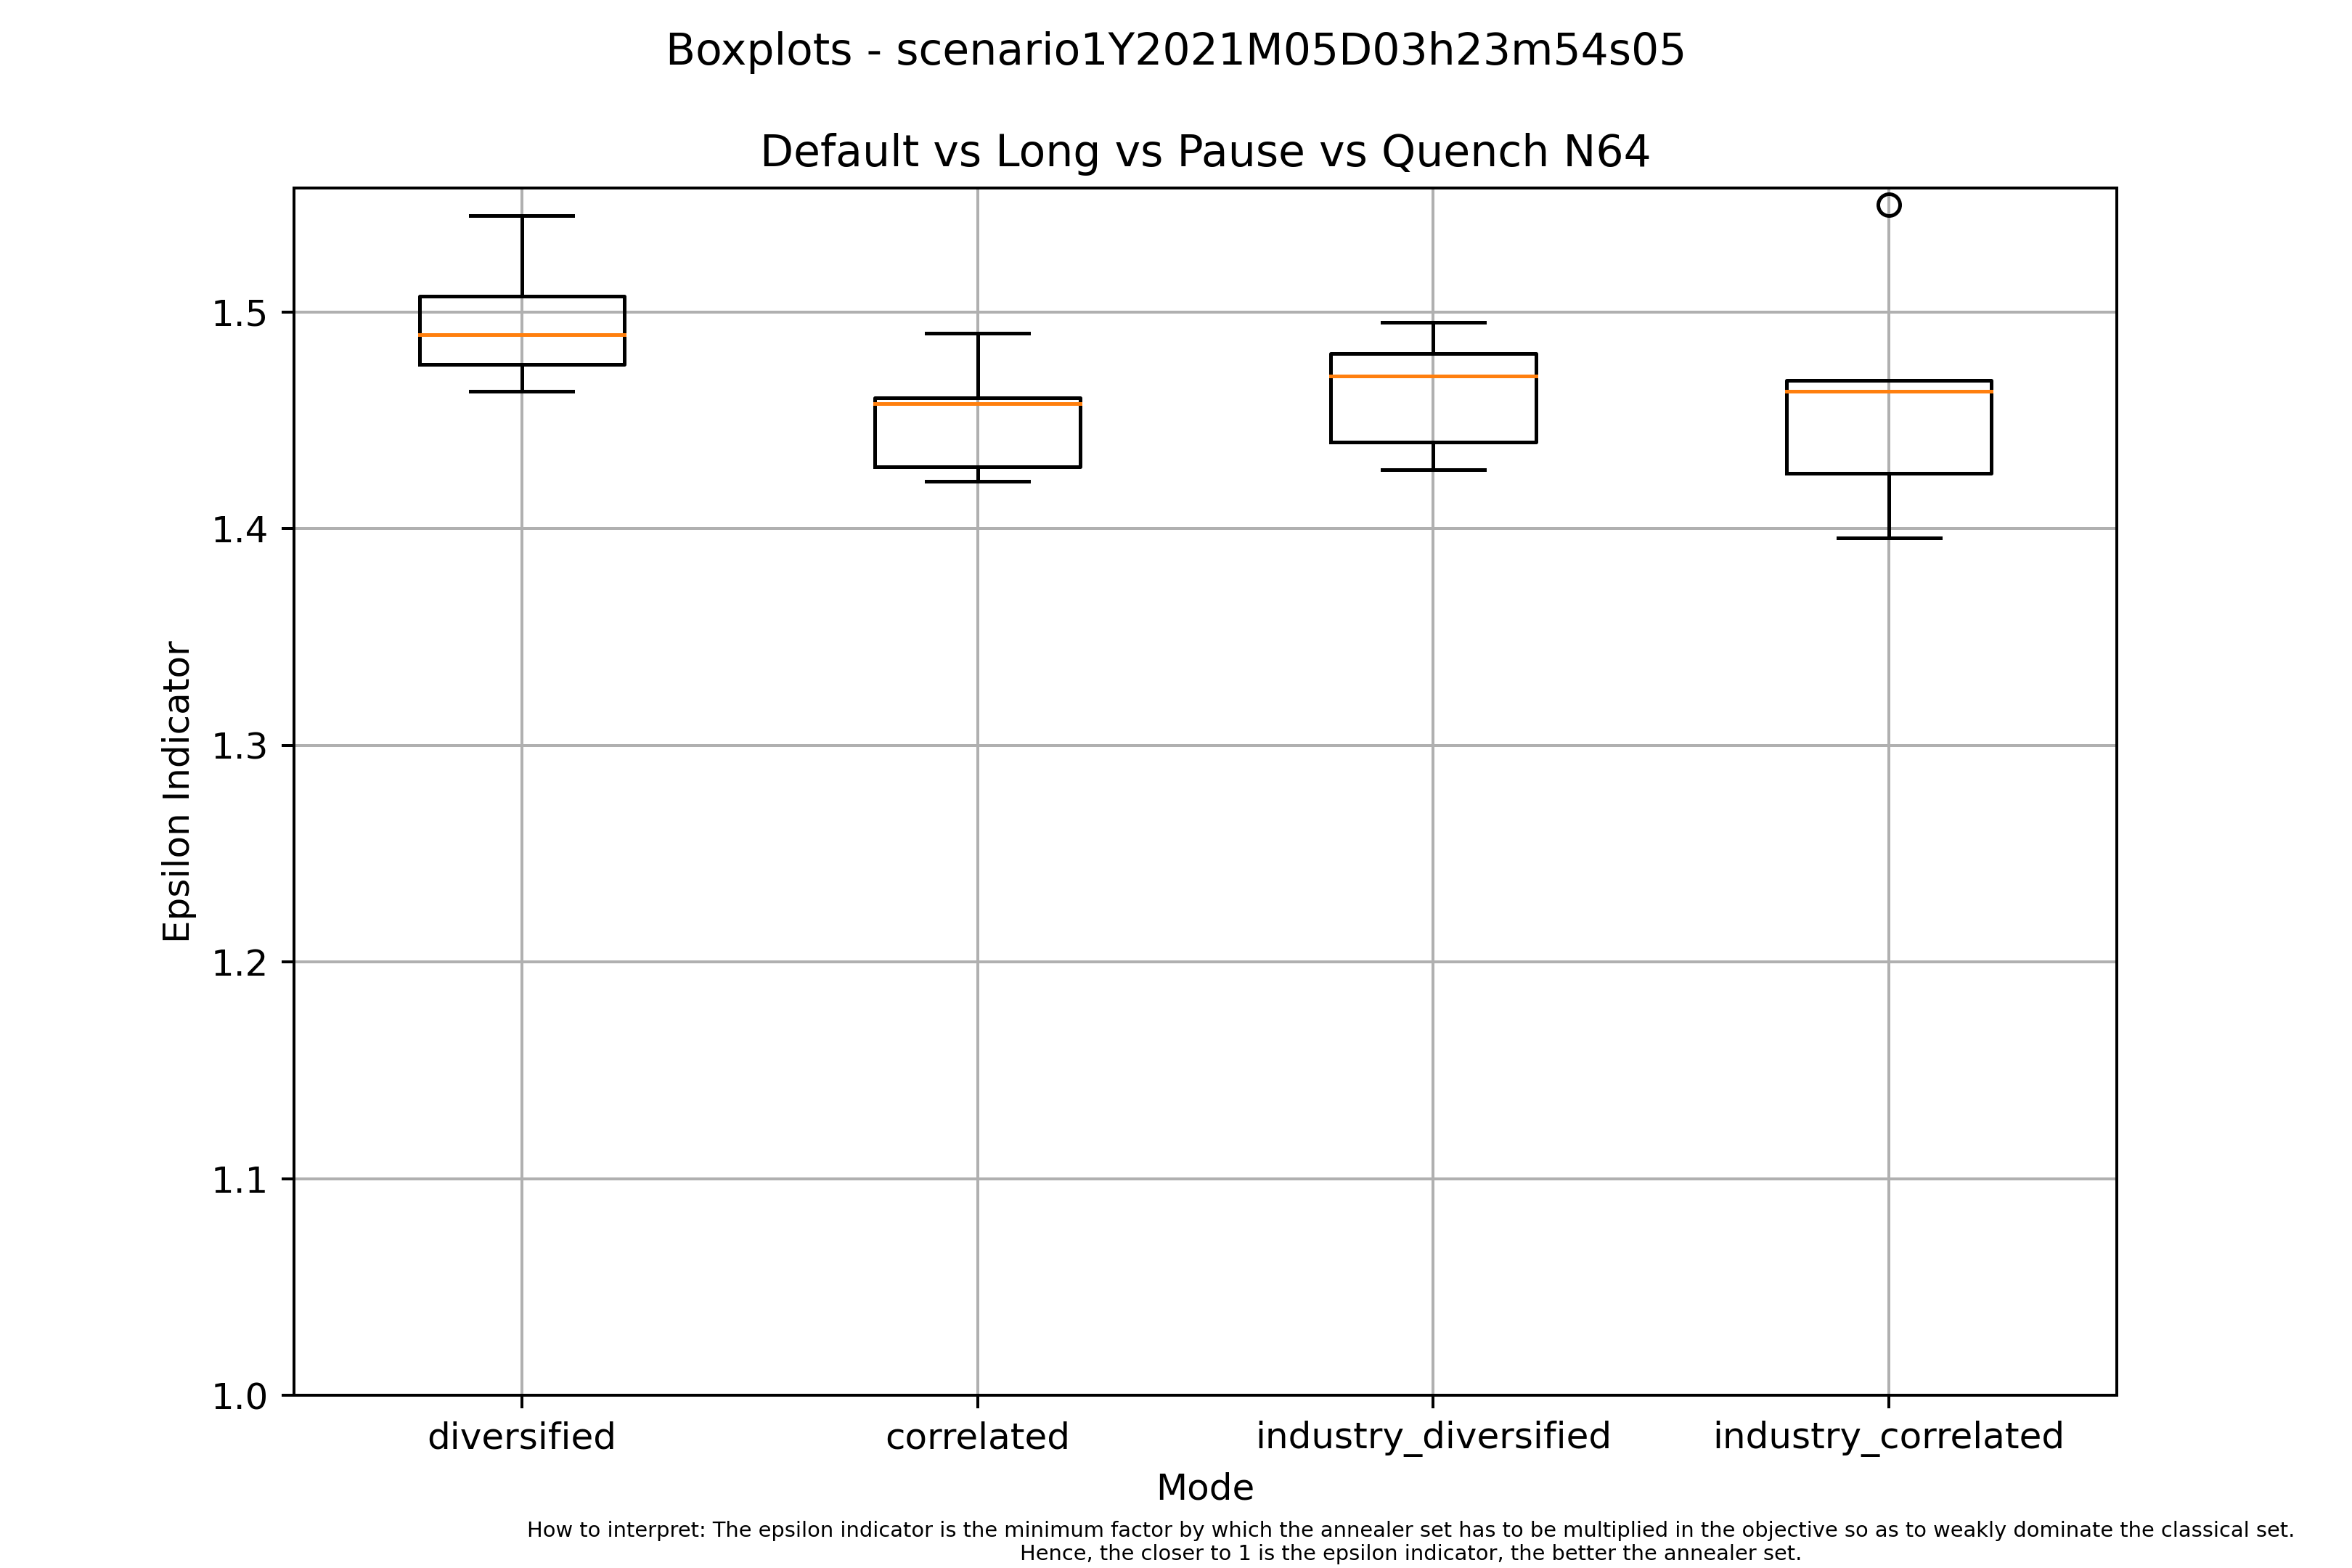 Boxplots - scenario1Y2021M05D03h23m54s05
Default vs Long vs Pause vs Quench N64
Epsilon Indicator
1.5
1.4
1.3
1.2
1.1
1.0
diversified correlated industry_diversified industry_correlated
Mode
How to interpret: The epsilon indicator is the minimum factor by which the annealer set has to be multiplied in the objective so as to weakly dominate the classical set.
Hence, the closer to 1 is the epsilon indicator, the better the annealer set.